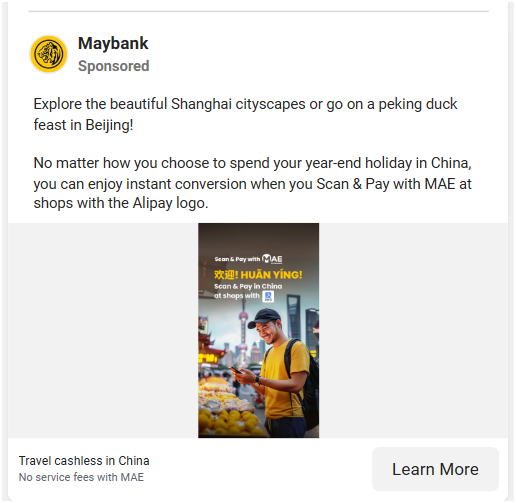 Maybank
Sponsored
Explore the beautiful Shanghai cityscapes or go on a peking duck
feast in Beijing!
No matter how you choose to spend your year-end holiday in China,
you can enjoy instant conversion when you Scan & Pay with MAE at
shops with the Alipay logo.
Scan & Pay with MAE
欢迎! HUĀN YÍNG!
Scan & Pay in China
at shops with
Travel cashless in China
No service fees with MAE
Learn More